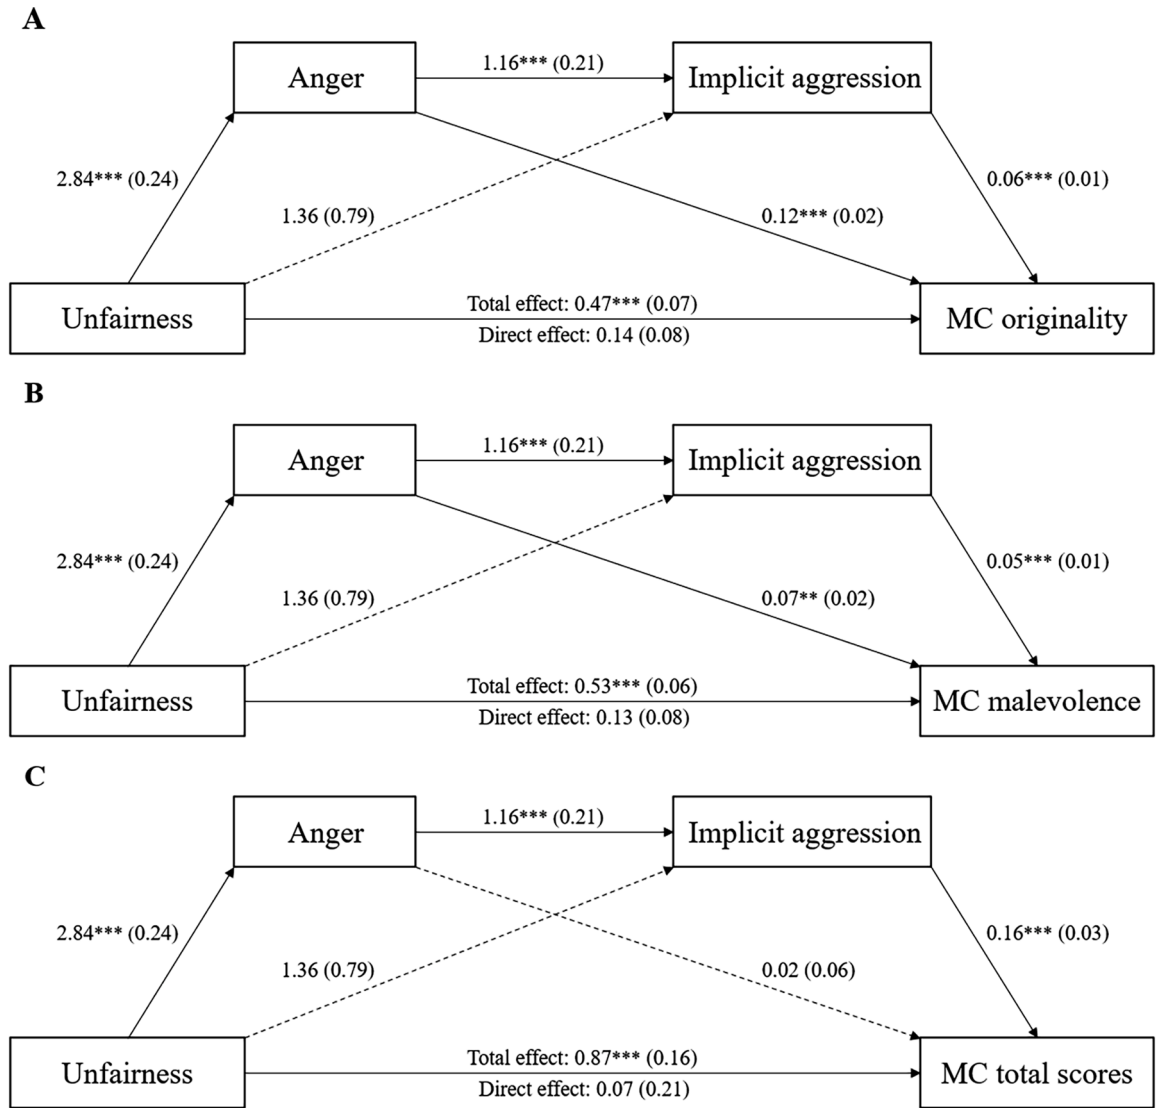 A
Anger
1.16*** (0.21)
Implicit aggression
2.84*** (0.24)
1.36 (0.79)
0.12*** (0.02)
0.06*** (0.01)
Unfairness
Total effect: 0.47*** (0.07)
Direct effect: 0.14 (0.08)
MC originality
B
Anger
1.16*** (0.21)
Implicit aggression
2.84*** (0.24)
1.36 (0.79)
0.07** (0.02)
0.05*** (0.01)
Unfairness
Total effect: 0.53*** (0.06)
Direct effect: 0.13 (0.08)
MC malevolence
C
Anger
1.16*** (0.21)
Implicit aggression
2.84*** (0.24)
1.36 (0.79)
0.02 (0.06)
0.16*** (0.03)
Unfairness
Total effect: 0.87*** (0.16)
Direct effect: 0.07 (0.21)
MC total scores